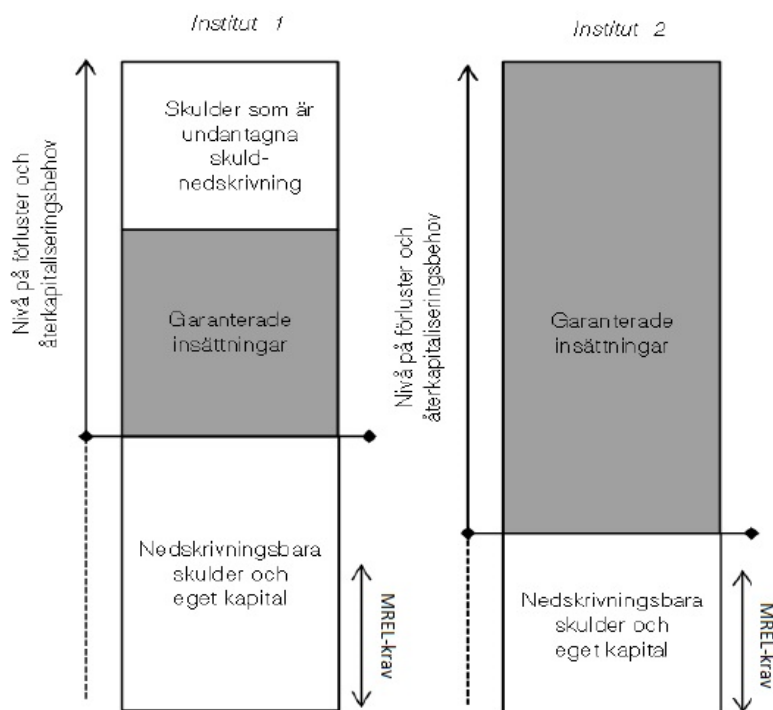 Institut 1
Nivå på förluster och
återkapitaliseringsbehov
Skulder som är
undantagna
skuld-
nedskrivning
Garanterade
insättningar
Nedskrivningsbara
skulder och
eget kapital
MREL-krav
Institut 2
Nivå på förluster och
återkapitaliseringsbehov
Garanterade
insättningar
Nedskrivningsbara
skulder och
eget kapital
MREL-krav